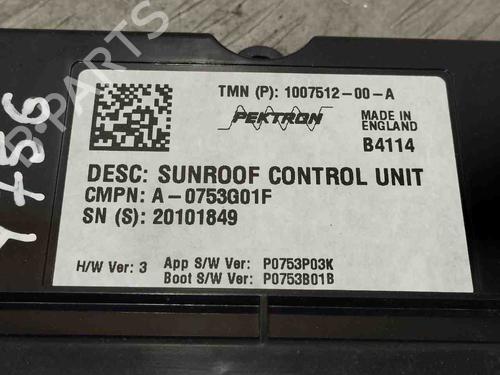 TMN (P): 1007512-00-A
PEKTRON
MADE IN
ENGLAND
B4114
DESC: SUNROOF CONTROL UNIT
CMPN: A-0753G01F
SN (S): 20101849
H/W Ver: 3
App S/W Ver: P0753P03K
Boot S/W Ver: P0753B01B
Y 756